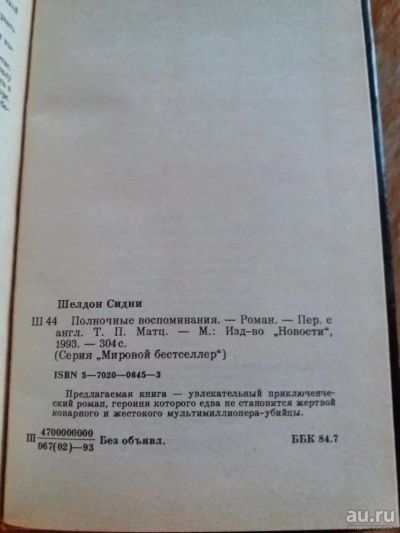 Шелдон Сидни
Ш 44 Полночные воспоминания. — Роман. — Пер. с
англ. Т. П. Матц. — М.: Изд-во „Новости“,
1993. — 304 с.
(Серия „Мировой бестселлер“)
ISBN 5—7020—0645—3
Предлагаемая книга — увлекательный приключенче-
ский роман, героиня которого едва не становится жертвой
коварного и жестокого мультимиллионера-убийцы.
Ш 4700000000
067(02)—93 Без объявл. ББК 84.7
au.ru